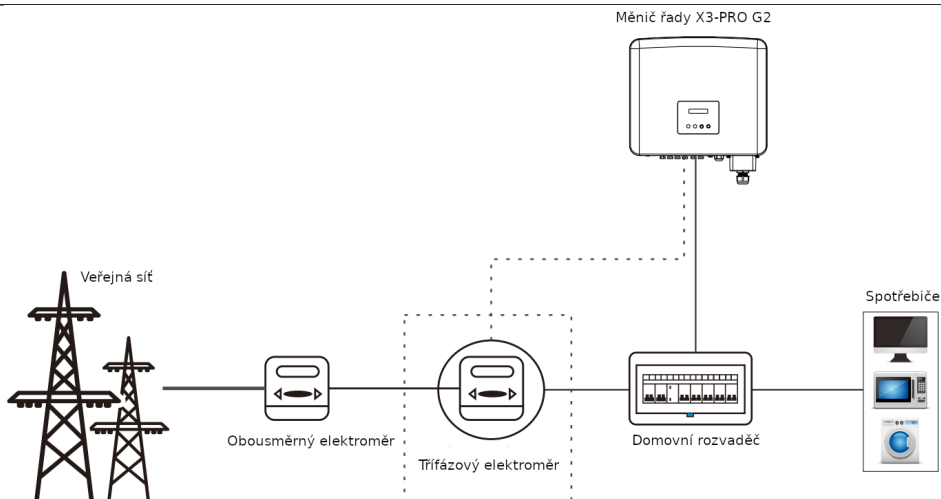 Měnič řady X3-PRO G2
Veřejná síť
Spotřebiče
Obousměrný elektroměr
Třífázový elektroměr
Domovní rozvaděč